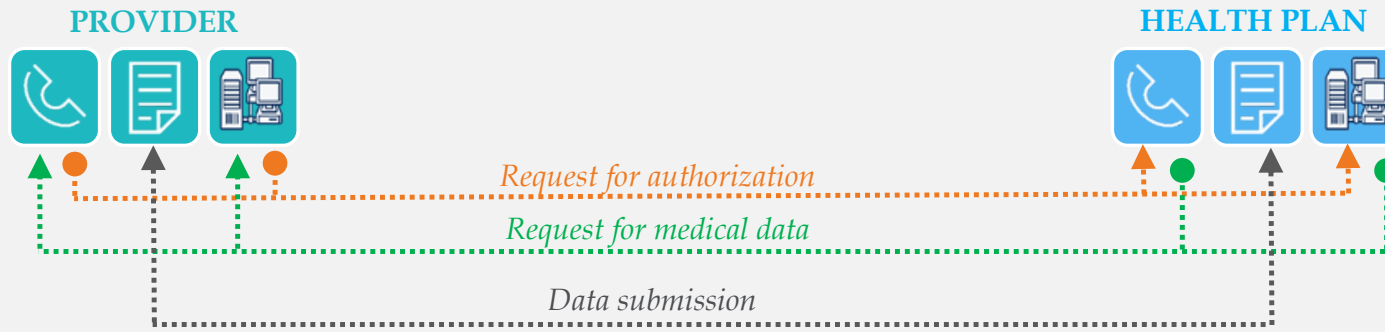 PROVIDER
HEALTH PLAN
Request for authorization
Request for medical data
Data submission